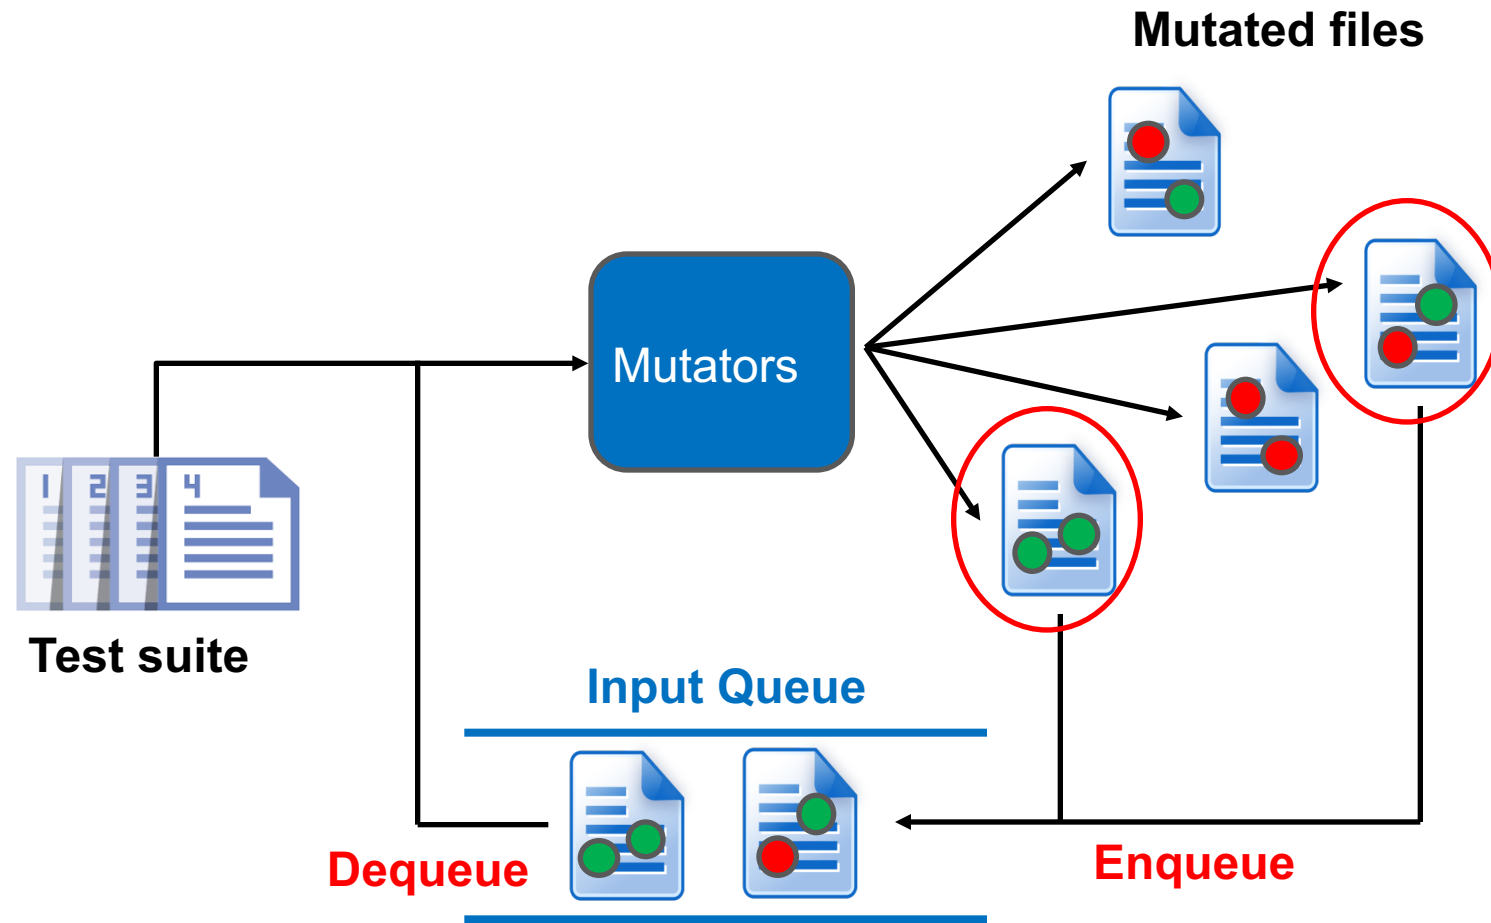 Mutated files
Mutators
1 2 3 4
Test suite
Input Queue
Dequeue
Enqueue